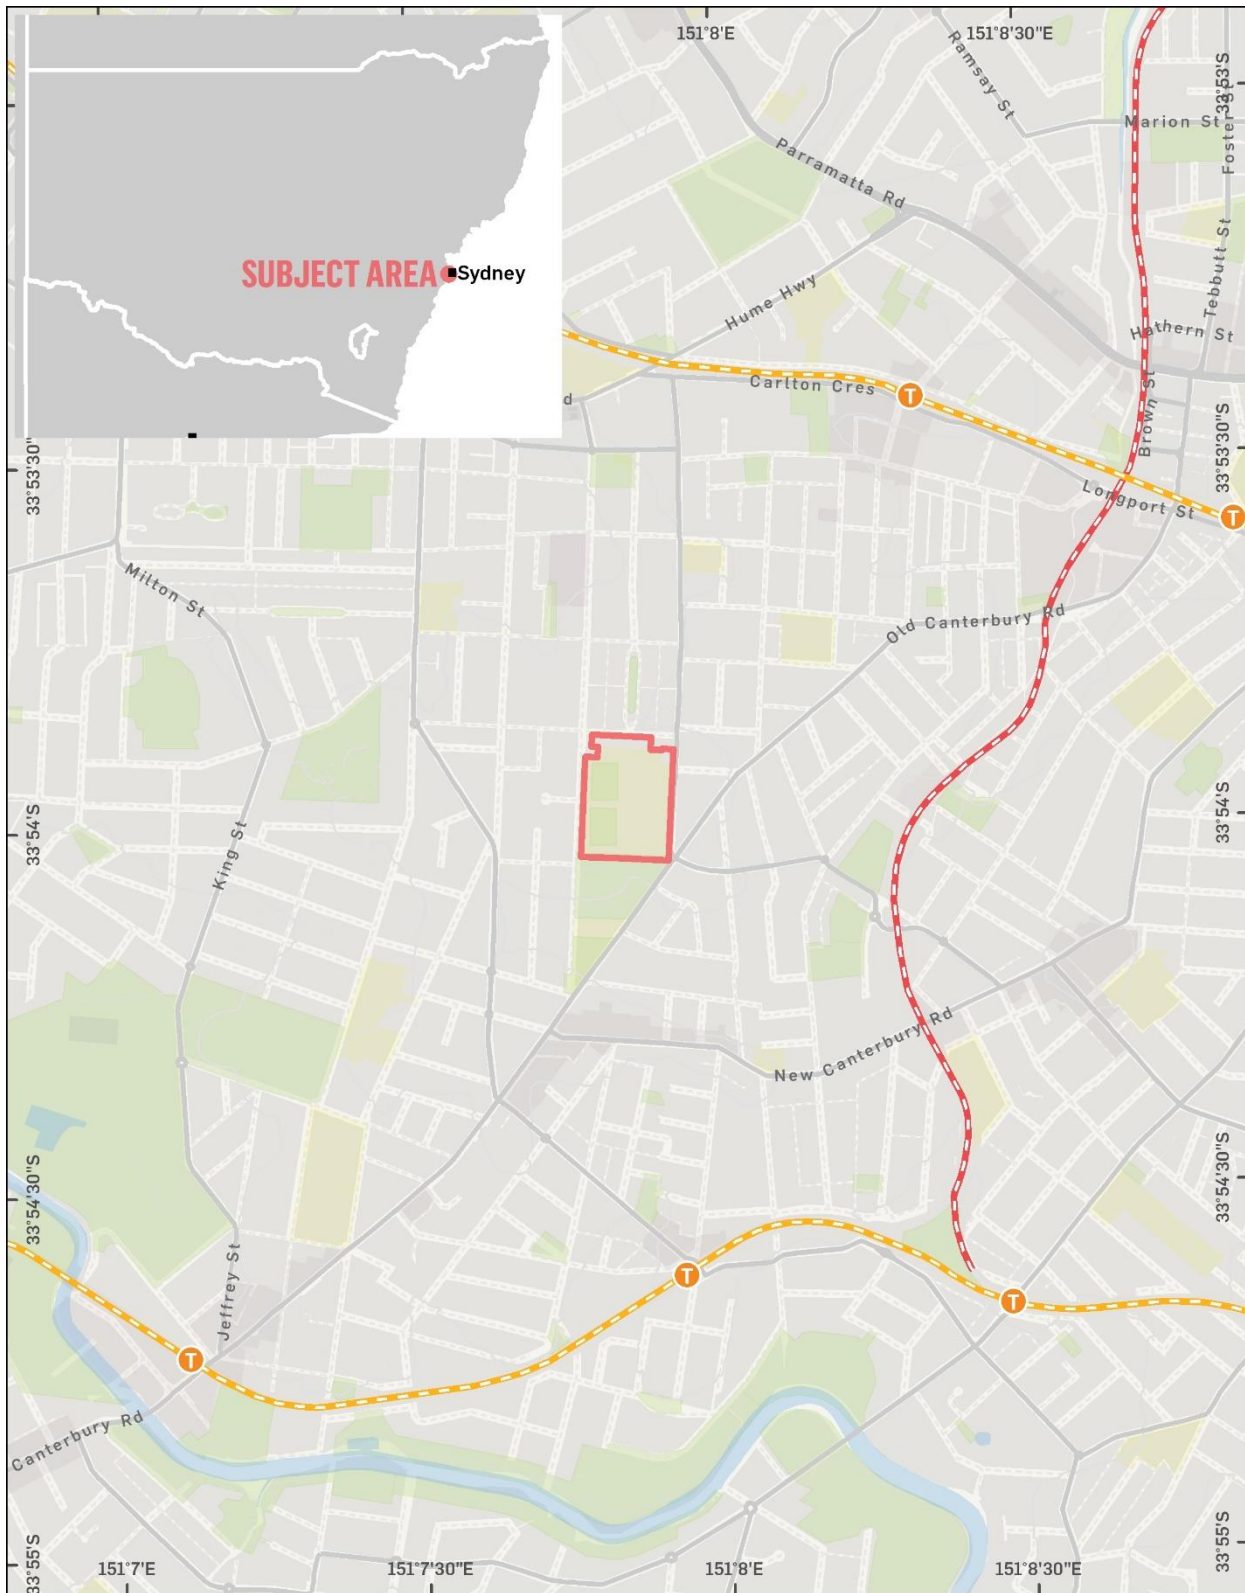 151°8'E
151°8'30"E
Ramsay St
33°53'S
Marion St
Foster St
Parramatta Rd
SUBJECT AREA
Sydney
Hume Hwy
Tebbutt St
Hathern St
Carlton Cres
T
d
Brown St
33°53'30"
33°53'30"S
Longport St
T
Milton St
Old Canterbury Rd
33°54'S
33°54'S
King St
New Canterbury Rd
33°54'30"S
33°54'30"S
Jeffrey St
T
T
T
Canterbury Rd
33°55'S
33°55'S
151°7'E
151°7'30"E
151°8'E
151°8'30"E